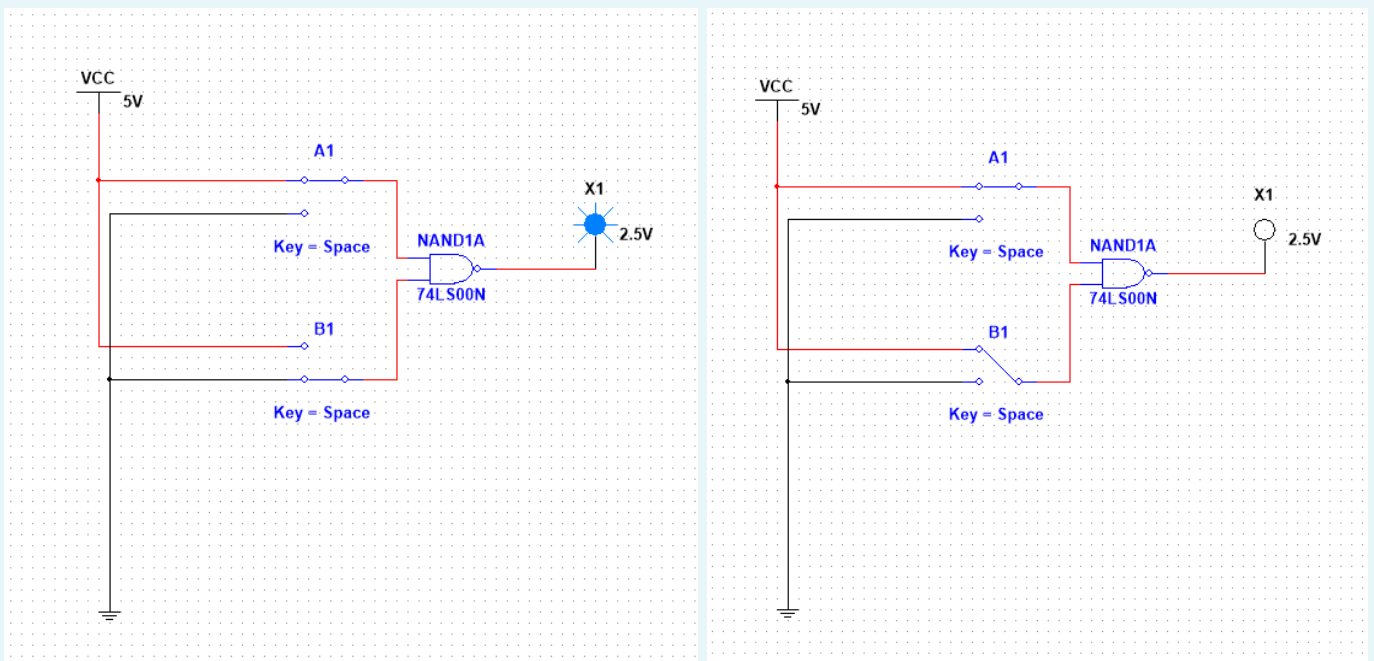 VCC
5V
A1
Key = Space
X1
2.5V
NAND1A
74LS00N
B1
Key = Space
VCC
5V
A1
Key = Space
X1
2.5V
NAND1A
74LS00N
B1
Key = Space